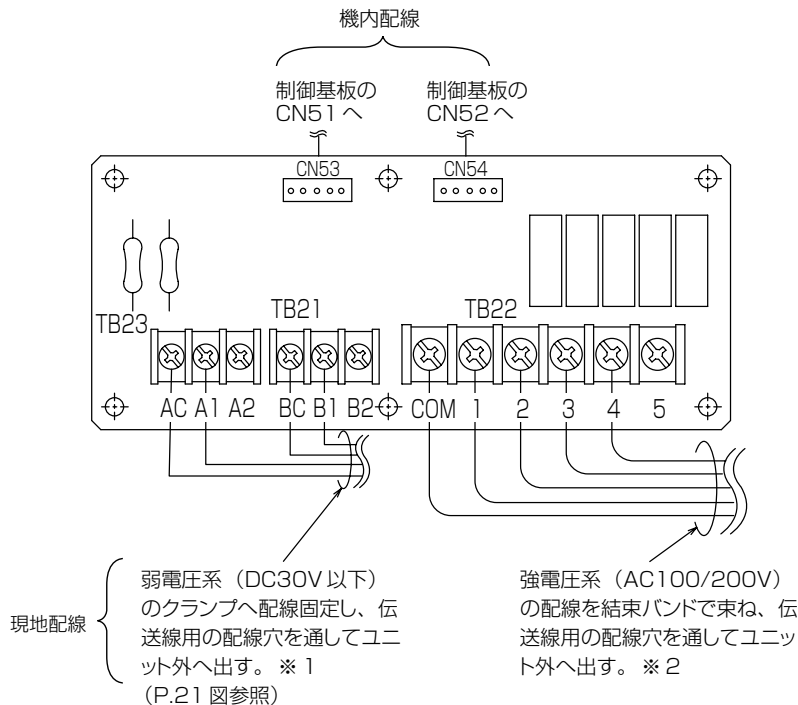 機内配線
制御基板の
CN51へ
制御基板の
CN52へ
CN53
CN54
TB23
TB21
TB22
AC A1 A2
BC B1 B2
COM 1 2 3 4 5
現地配線
弱電圧系（DC30V以下）
のクランプへ配線固定し、伝
送線用の配線穴を通してユニ
ット外へ出す。※1
（P.21図参照）
強電圧系（AC100/200V）
の配線を結束バンドで束ね、伝
送線用の配線穴を通してユニッ
ト外へ出す。※2